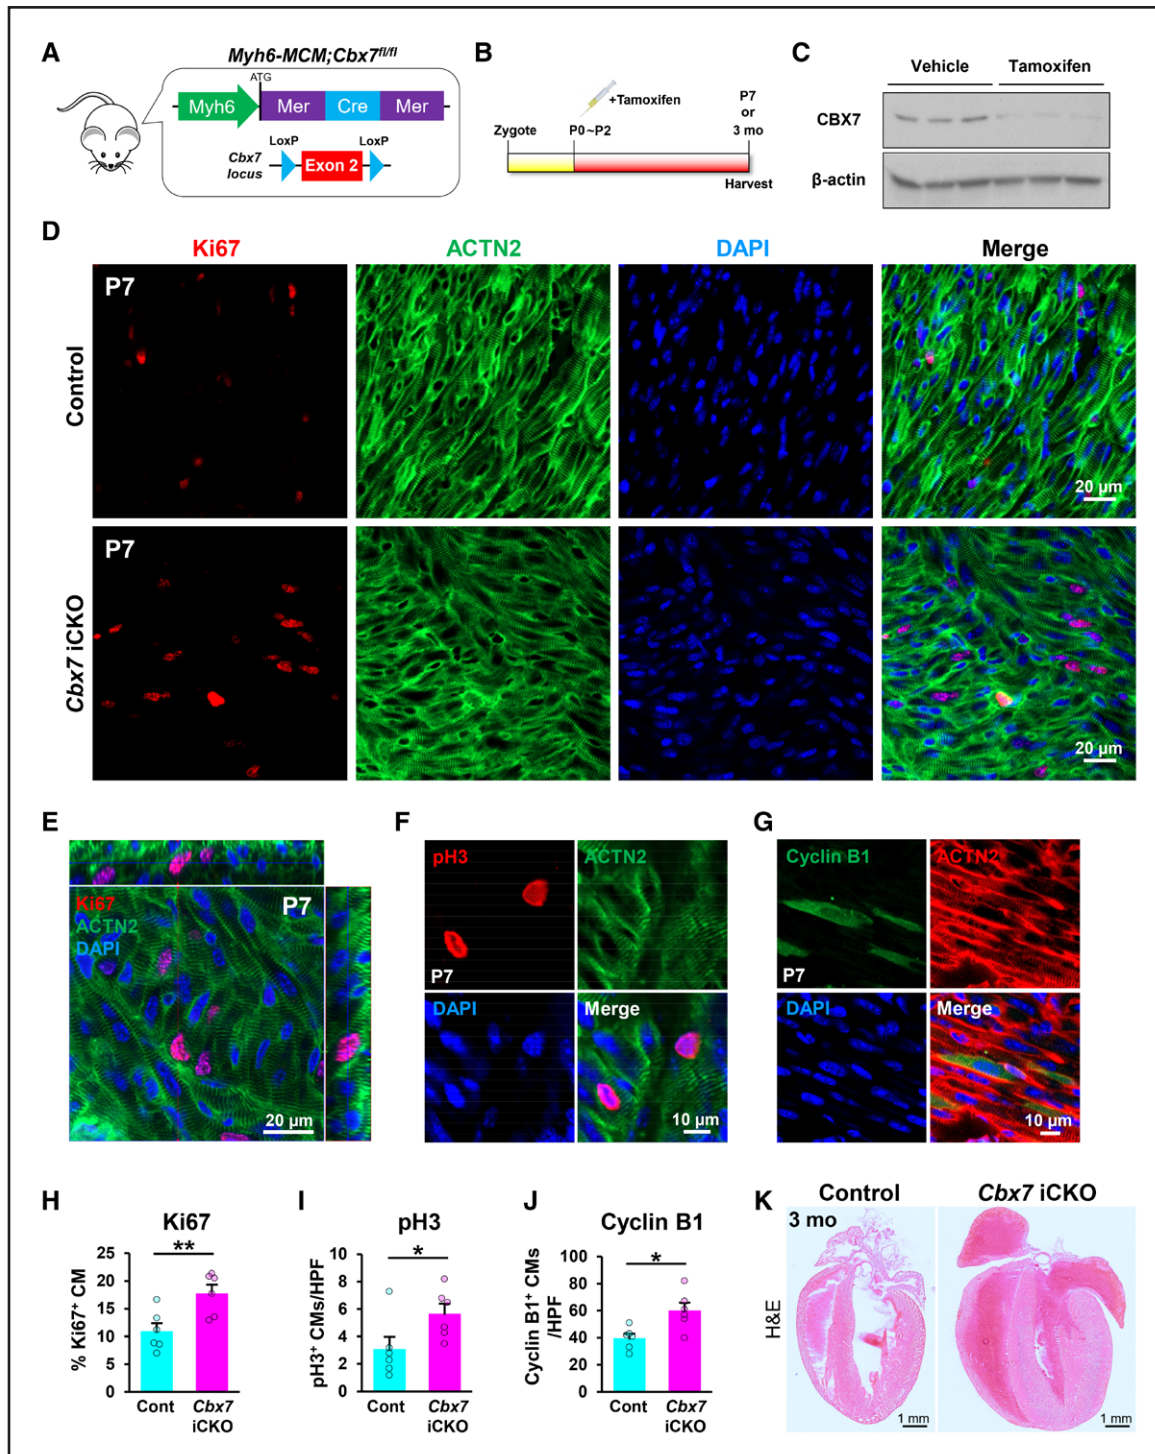 A
Myh6-MCM;Cbx7fl/fl
ATG
Myh6
Mer
Cre
Mer
LoxP
LoxP
Cbx7
locus
Exon 2
B
+Tamoxifen
P7
or
3 mo
Zygote
P0~P2
Harvest
C
Vehicle
Tamoxifen
CBX7
β-actin
D
Ki67
ACTN2
DAPI
Merge
Control
P7
20 µm
Cbx7 iCKO
P7
20 µm
E
Ki67
ACTN2
DAPI
P7
20 µm
F
pH3
ACTN2
P7
DAPI
Merge
10 µm
G
Cyclin B1
ACTN2
P7
DAPI
Merge
10 µm
H
Ki67
**
% Ki67+ CM
25
20
15
10
5
0
Cont
Cbx7
iCKO
I
pH3
*
pH3+ CMs/HPF
10
8
6
4
2
0
Cont
Cbx7
iCKO
J
Cyclin B1
*
Cyclin B1+ CMs
/HPF
100
80
60
40
20
0
Cont
Cbx7
iCKO
K
Control
Cbx7 iCKO
3 mo
H&E
1 mm
1 mm